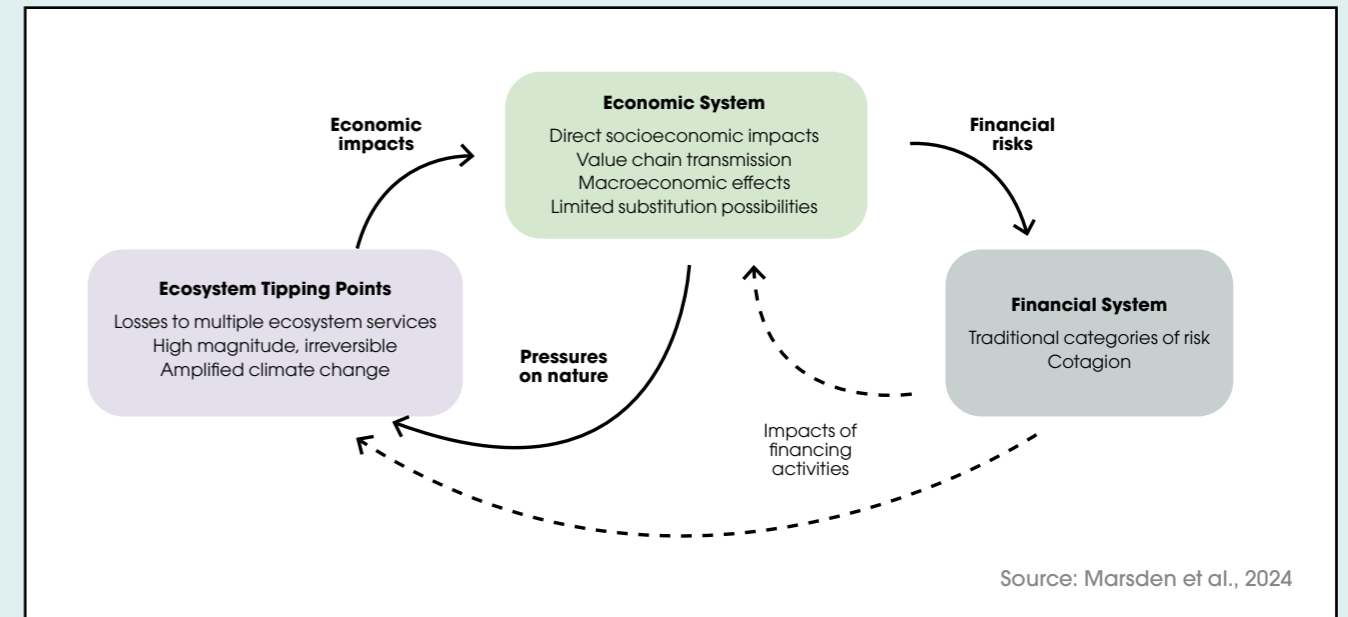 Economic System
Direct socioeconomic impacts
Value chain transmission
Macroeconomic effects
Limited substitution possibilities
Economic
impacts
Financial
risks
Ecosystem Tipping Points
Losses to multiple ecosystem services
High magnitude, irreversible
Amplified climate change
Pressures
on nature
Financial System
Traditional categories of risk
Cotagion
Impacts of
financing
activities
Source: Marsden et al., 2024